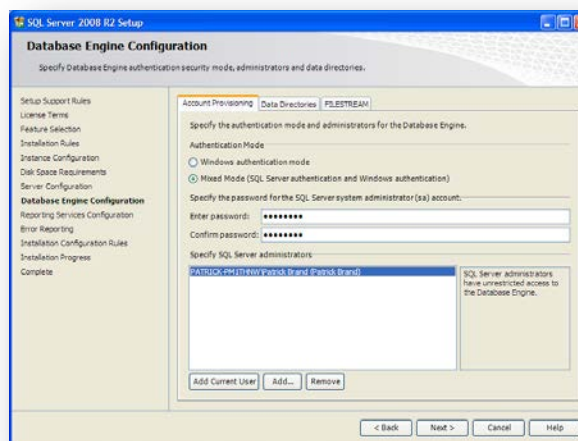 SQL Server 2008 R2 Setup
Database Engine Configuration
Specify Database Engine authentication security mode, administrators and data directories.
Setup Support Rules
License Terms
Feature Selection
Installation Rules
Instance Configuration
Disk Space Requirements
Server Configuration
Database Engine Configuration
Reporting Services Configuration
Error Reporting
Installation Configuration Rules
Installation Progress
Complete
Account Provisioning Data Directories FILESTREAM
Specify the authentication mode and administrators for the Database Engine.
Authentication Mode
Windows authentication mode
Mixed Mode (SQL Server authentication and Windows authentication)
Specify the password for the SQL Server system administrator (sa) account.
Enter password: ●●●●●●●●
Confirm password: ●●●●●●●●
Specify SQL Server administrators
PATRICK-PM1THNW\Patrick Brand (Patrick Brand)
SQL Server administrators
have unrestricted access to
the Database Engine.
Add Current User Add... Remove
< Back Next > Cancel Help